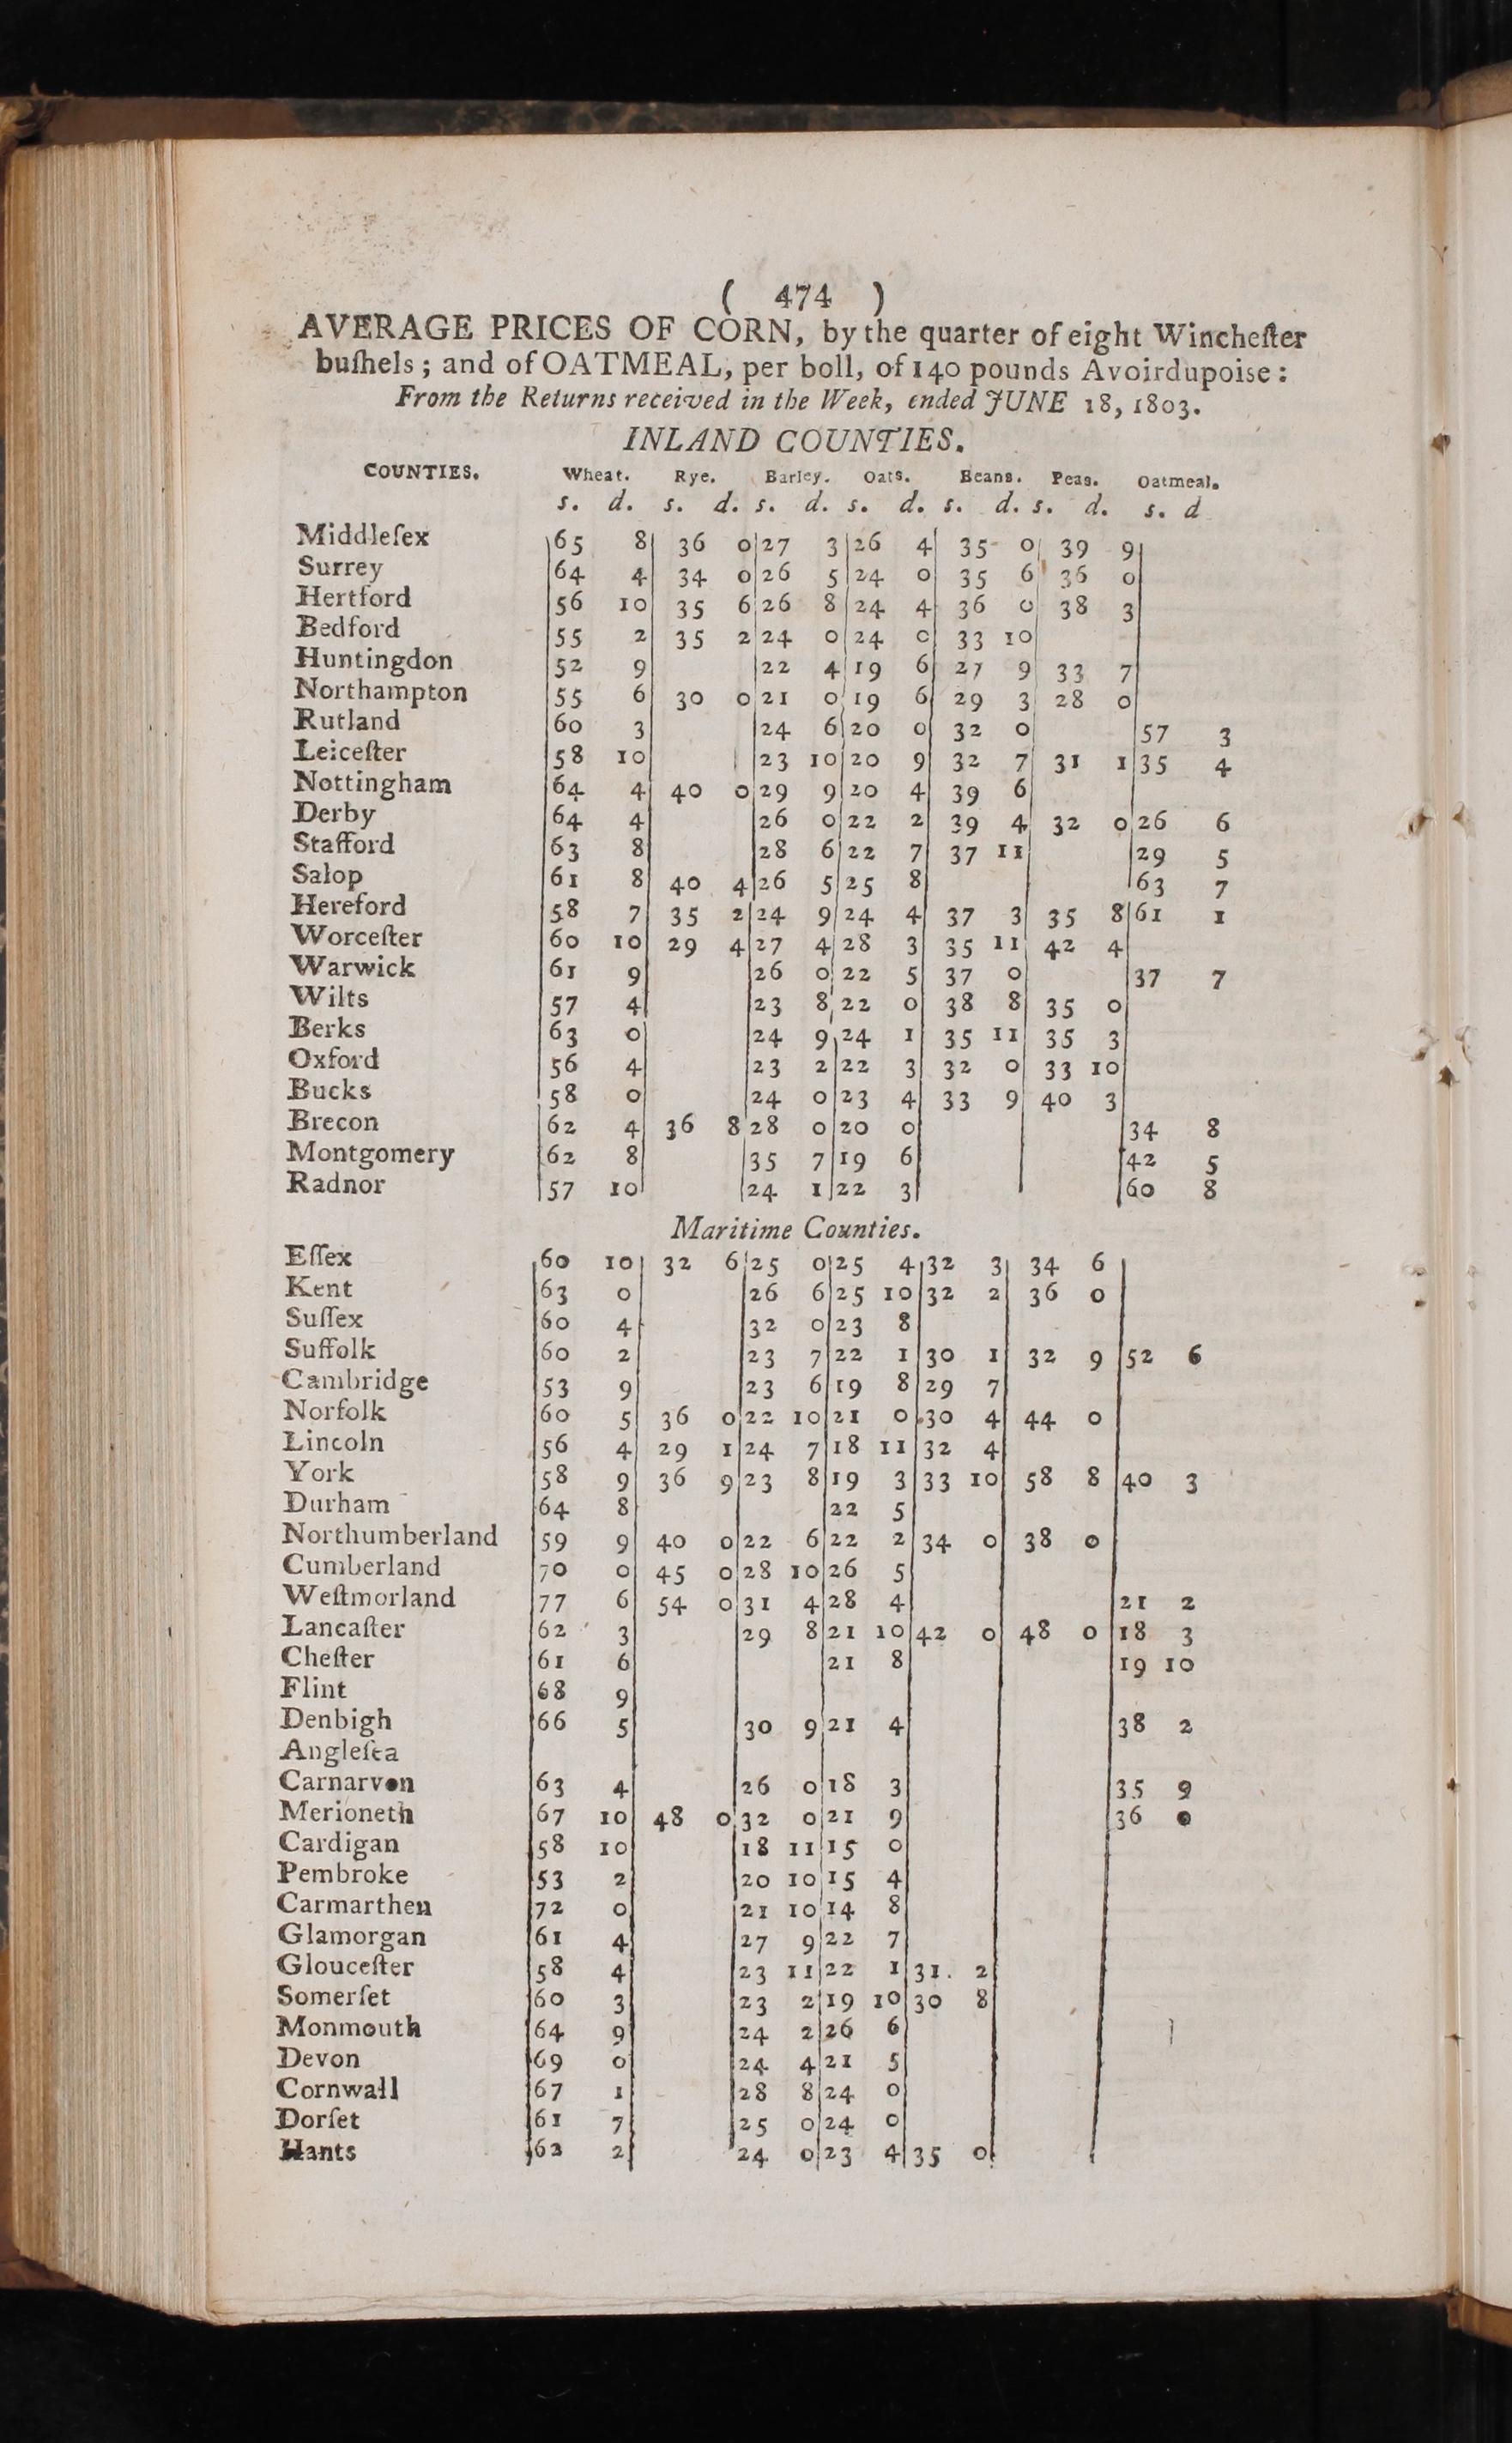 ( 474 )
AVERAGE PRICES OF CORN, by the quarter of eight Wincheſter
buſhels ; and of OATMEAL, per boll, of 140 pounds Avoirdupoise :
From the Returns received in the Week, ended JUNE 18, 1803.
INLAND COUNTIES.
COUNTIES. Wheat. Rye. Barley. Oats. Beans. Peas. Oatmeal.
s. d. s. d. s. d. s. d. s. d. s. d. s. d
Middleſex 65 8 36 0 27 3 26 4 35 0 39 9
Surrey 64 4 34 0 26 5 24 0 35 6 36 0
Hertford 56 10 35 6 26 8 24 4 36 0 38 3
Bedford 55 2 35 2 24 0 24 0 33 10
Huntingdon 52 9 22 4 19 6 27 9 33 7
Northampton 55 6 30 0 21 0 19 6 29 3 28 0
Rutland 60 3 24 6 20 0 32 0 57 3
Leiceſter 58 10 23 10 20 9 32 7 31 1 35 4
Nottingham 64 4 40 0 29 9 20 4 39 6
Derby 64 4 26 0 22 2 39 4 32 0 26 6
Stafford 63 8 28 6 22 7 37 11 29 5
Salop 61 8 40 4 26 5 25 8 63 7
Hereford 58 7 35 2 24 9 24 4 37 3 35 8 61 1
Worceſter 60 10 29 4 27 4 28 3 35 11 42 4
Warwick 61 9 26 0 22 5 37 0 37 7
Wilts 57 4 23 8 22 0 38 8 35 0
Berks 63 0 24 9 24 1 35 11 35 3
Oxford 56 4 23 2 22 3 32 0 33 10
Bucks 58 0 24 0 23 4 33 9 40 3
Brecon 62 4 36 8 28 0 20 0 34 8
Montgomery 62 8 35 7 19 6 42 5
Radnor 57 10 24 1 22 3 60 8
Maritime Counties.
Eſſex 60 10 32 6 25 0 25 4 32 3 34 6
Kent 63 0 26 6 25 10 32 2 36 0
Suſſex 60 4 32 0 23 8
Suffolk 60 2 23 7 22 1 30 1 32 9 52 6
Cambridge 53 9 23 6 19 8 29 7
Norfolk 60 5 36 0 22 10 21 0 30 4 44 0
Lincoln 56 4 29 1 24 7 18 11 32 4
York 58 9 36 9 23 8 19 3 33 10 58 8 40 3
Durham 64 8 22 5
Northumberland 59 9 40 0 22 6 22 2 34 0 38 0
Cumberland 70 0 45 0 28 10 26 5
Weſtmorland 77 6 54 0 31 4 28 4 21 2
Lancaſter 62 3 29 8 21 10 42 0 48 0 18 3
Cheſter 61 6 21 8 19 10
Flint 68 9
Denbigh 66 5 30 9 21 4 38 2
Angleſea
Carnarvon 63 4 26 0 18 3 35 9
Merioneth 67 10 48 0 32 0 21 9 36 0
Cardigan 58 10 18 11 15 0
Pembroke 53 2 20 10 15 4
Carmarthen 72 0 21 10 14 8
Glamorgan 61 4 27 9 22 7
Glouceſter 58 4 23 11 22 1 31. 2
Somerſet 60 3 23 2 19 10 30 8
Monmouth 64 9 24 2 26 6
Devon 69 0 24 4 21 5
Cornwall 67 1 28 8 24 0
Dorſet 61 7 25 0 24 0
Hants 62 2 24 0 23 4 35 0